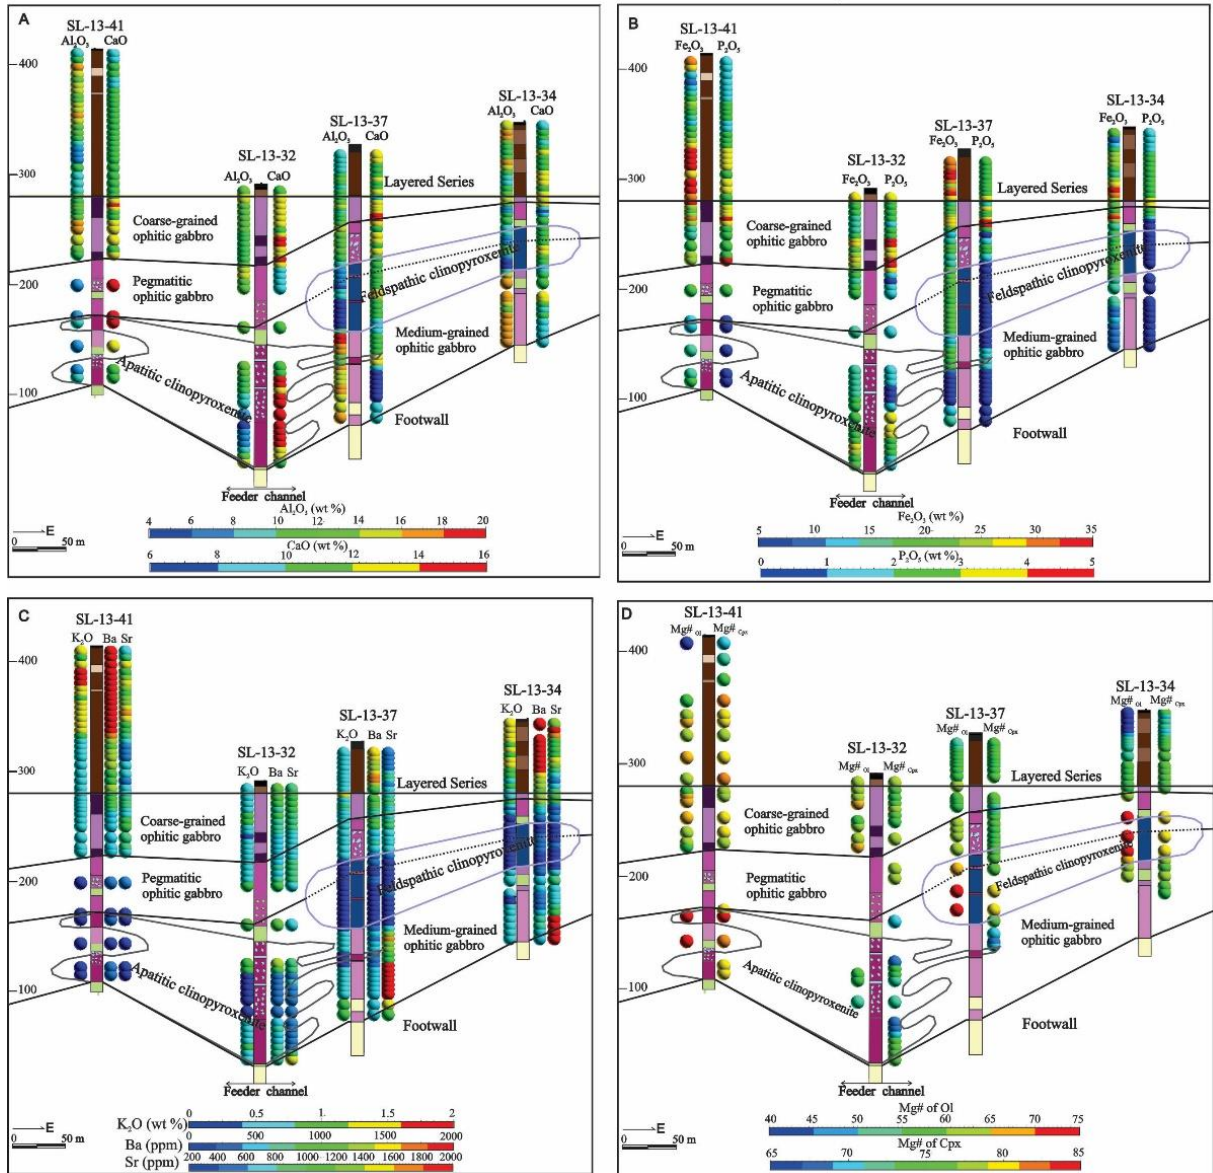 A
SL-13-41
Al₂O₃ CaO
400
300
200
100
SL-13-32
Al₂O₃ CaO
SL-13-37
Al₂O₃ CaO
SL-13-34
Al₂O₃ CaO
Layered Series
Coarse-grained
ophitic gabbro
Pegmatitic
ophitic gabbro
Feldspathic clinopyroxenite
Medium-grained
ophitic gabbro
Apatitic clinopyroxenite
Footwall
Feeder channel
E
0 50 m
Al₂O₃ (wt %)
4 6 8 10 12 14 16 18 20
CaO (wt %)
6 8 10 12 14 16
B
SL-13-41
Fe₂O₃ P₂O₅
400
300
200
100
SL-13-32
Fe₂O₃ P₂O₅
SL-13-37
Fe₂O₃ P₂O₅
SL-13-34
Fe₂O₃ P₂O₅
Layered Series
Coarse-grained
ophitic gabbro
Pegmatitic
ophitic gabbro
Feldspathic clinopyroxenite
Medium-grained
ophitic gabbro
Apatitic clinopyroxenite
Footwall
Feeder channel
E
0 50 m
Fe₂O₃ (wt %)
5 10 15 20 25 30 35
P₂O₅ (wt %)
0 1 2 3 4 5
C
SL-13-41
K₂O Ba Sr
400
300
200
100
SL-13-32
K₂O Ba Sr
SL-13-37
K₂O Ba Sr
SL-13-34
K₂O Ba Sr
Layered Series
Coarse-grained
ophitic gabbro
Pegmatitic
ophitic gabbro
Feldspathic clinopyroxenite
Medium-grained
ophitic gabbro
Apatitic clinopyroxenite
Footwall
Feeder channel
E
0 50 m
0 0.5 1. 1.5 2
K₂O (wt %)
0 400 800 1000 1200 1400 1600 2000
Ba (ppm)
200 400 600 800 1000 1200 1400 1600 1800 2000
Sr (ppm)
D
SL-13-41
Mg# Ol Mg# Cpx
400
300
200
100
SL-13-32
Mg# Ol Mg# Cpx
SL-13-37
Mg# Ol Mg# Cpx
SL-13-34
Mg# Ol Mg# Cpx
Layered Series
Coarse-grained
ophitic gabbro
Pegmatitic
ophitic gabbro
Feldspathic clinopyroxenite
Medium-grained
ophitic gabbro
Apatitic clinopyroxenite
Footwall
Feeder channel
E
0 50 m
Mg# of Ol
40 45 50 55 60 65 70 75
Mg# of Cpx
65 70 75 80 85